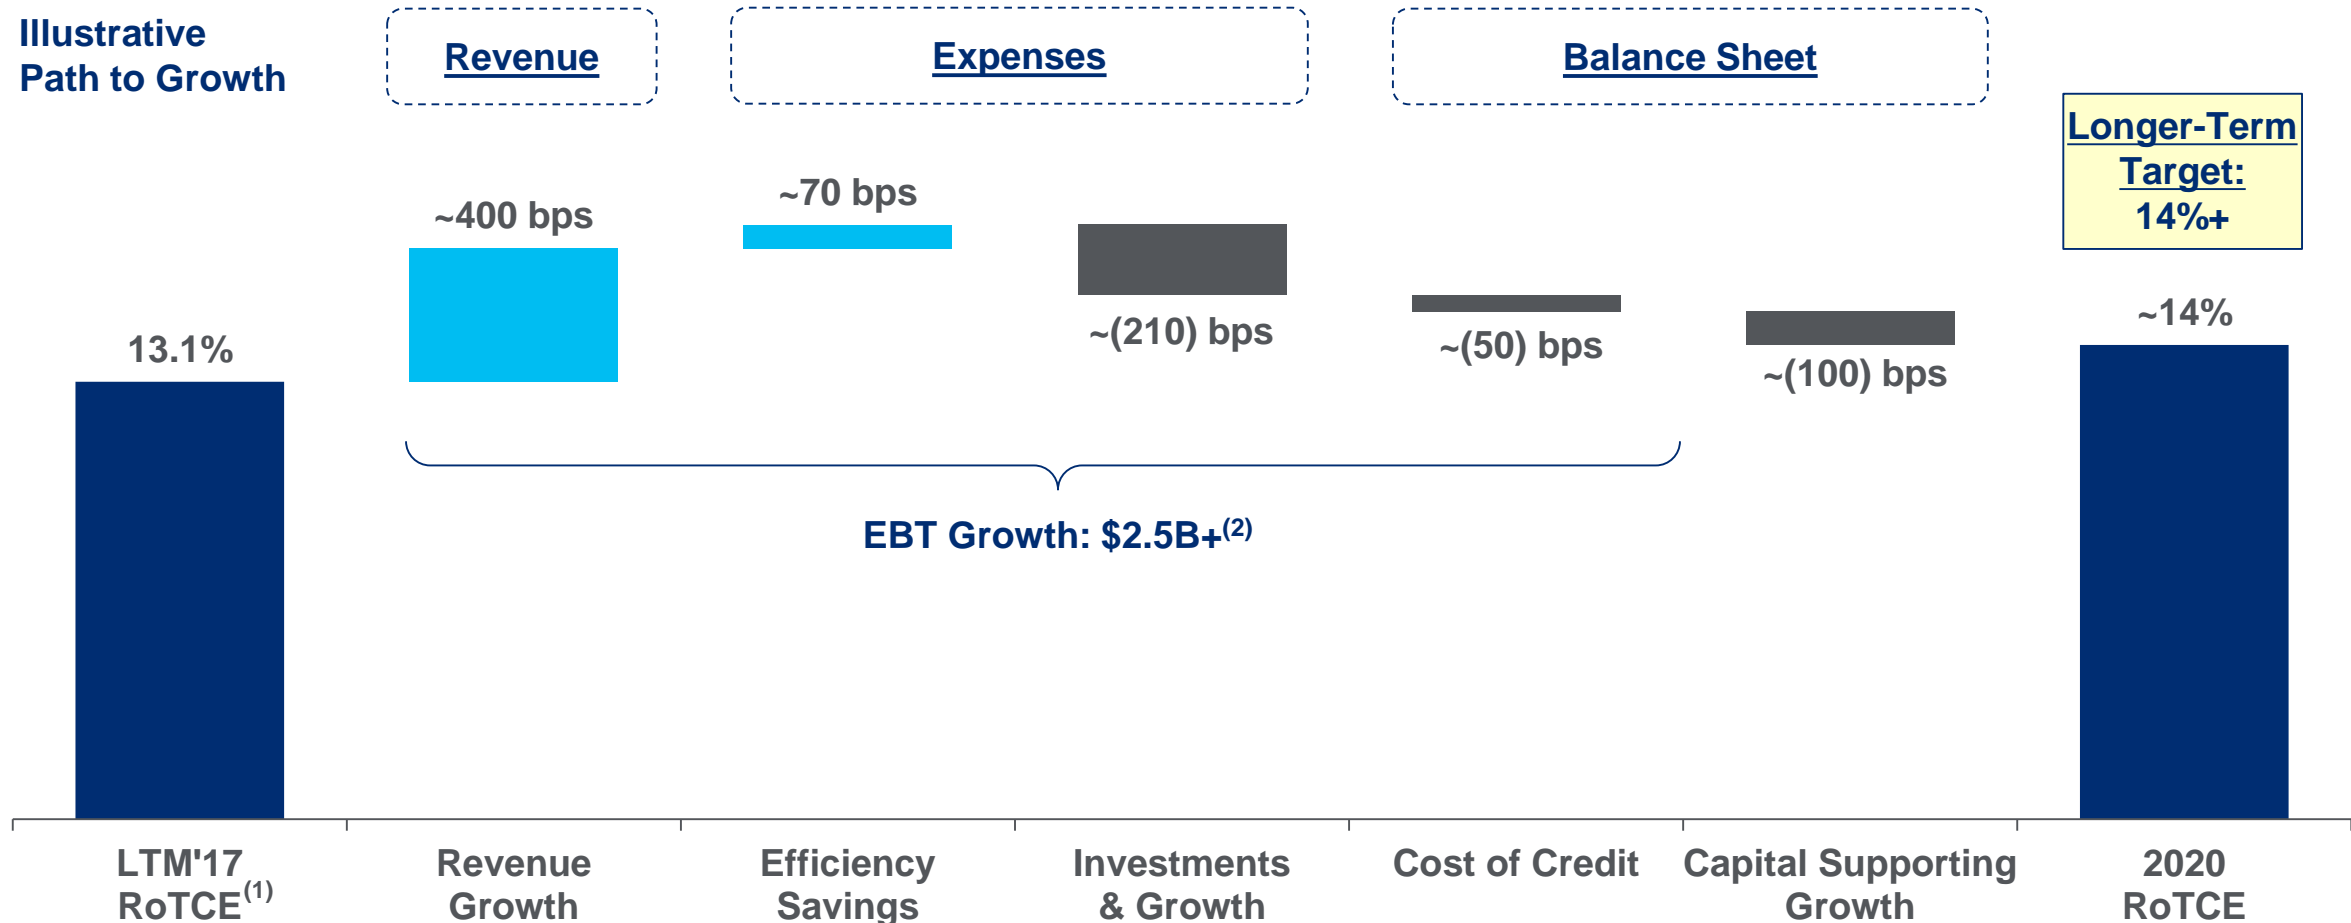 Illustrative
Path to Growth
Revenue
Expenses
Balance Sheet
Longer-Term
Target:
14%+
13.1%
~400 bps
~70 bps
~(210) bps
~(50) bps
~(100) bps
~14%
EBT Growth: $2.5B+(2)
LTM'17
RoTCE(1)
Revenue
Growth
Efficiency
Savings
Investments
& Growth
Cost of Credit
Capital Supporting
Growth
2020
RoTCE